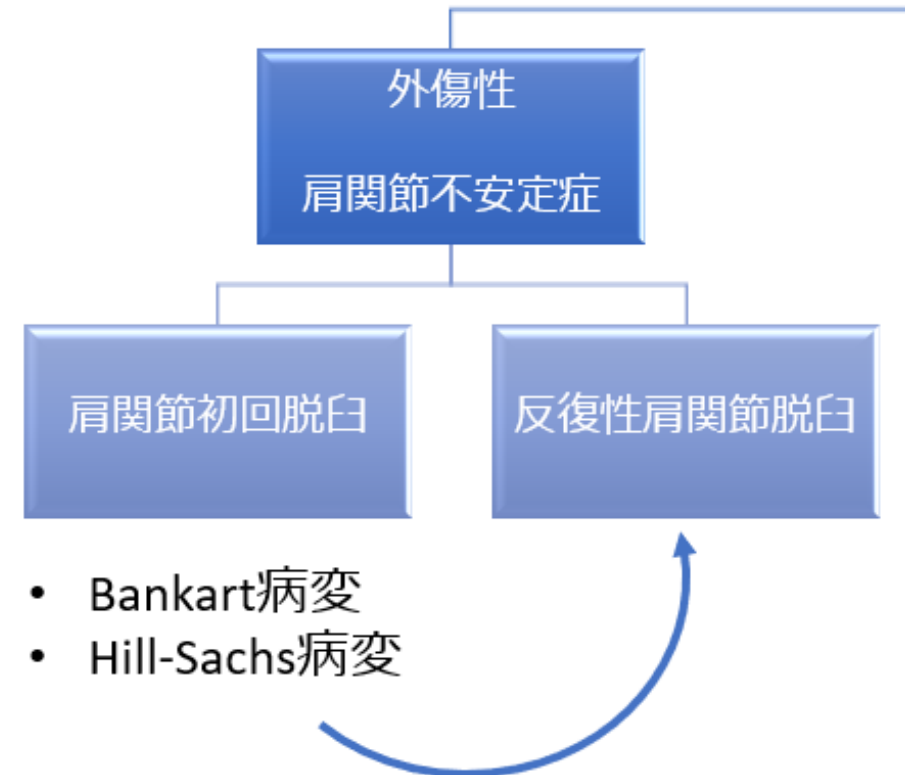 外傷性
肩関節不安定症
肩関節初回脱臼
反復性肩関節脱臼
• Bankart病変
• Hill-Sachs病変